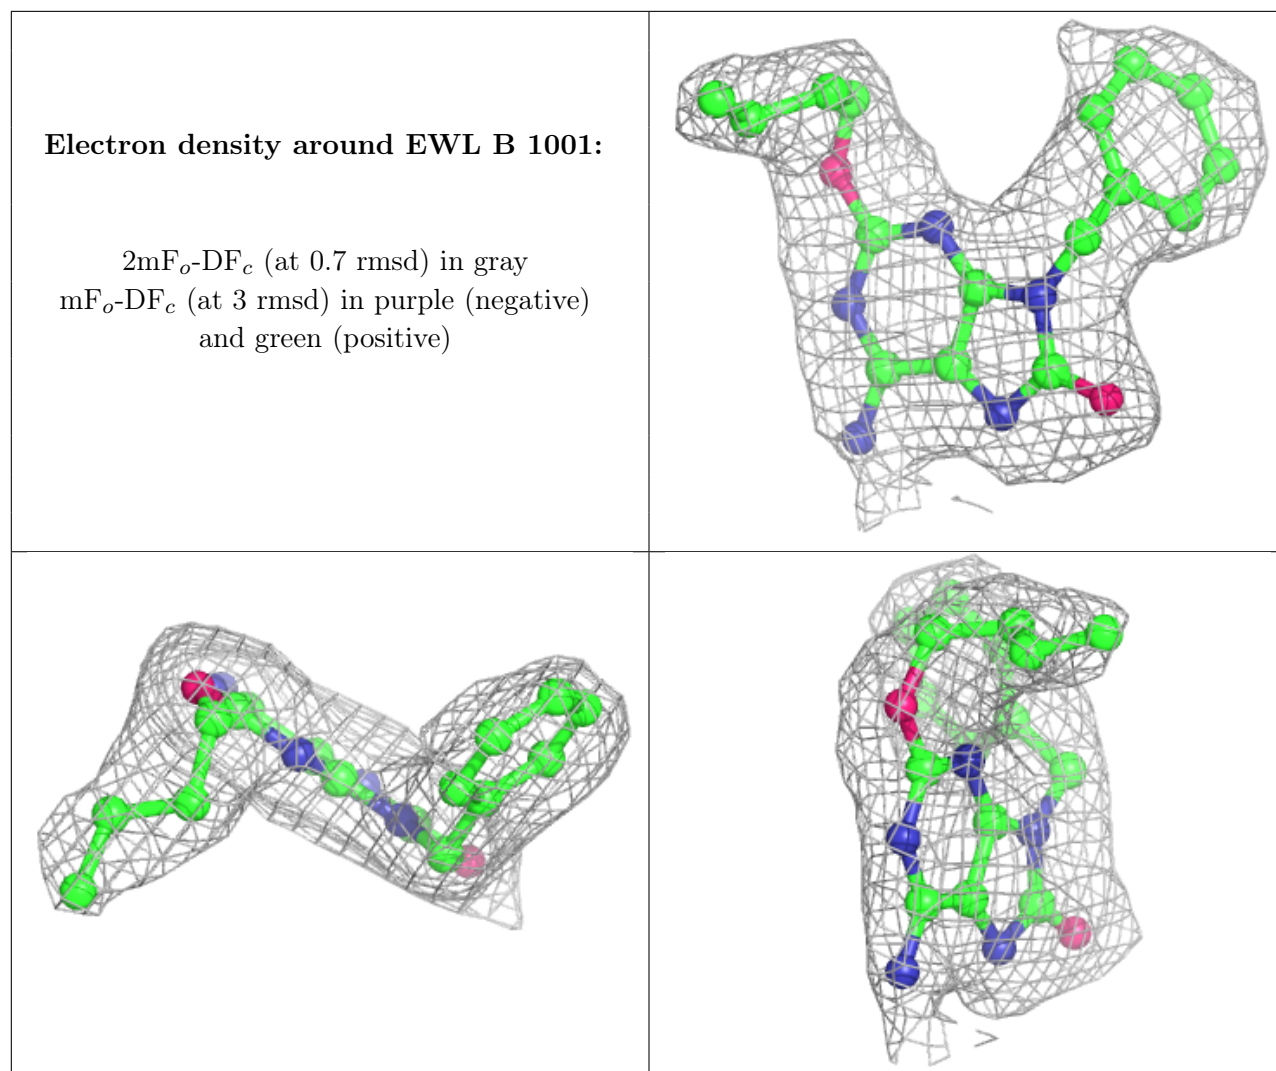 Electron density around EWL B 1001:
2mFo-DFc (at 0.7 rmsd) in gray
mFo-DFc (at 3 rmsd) in purple (negative)
and green (positive)